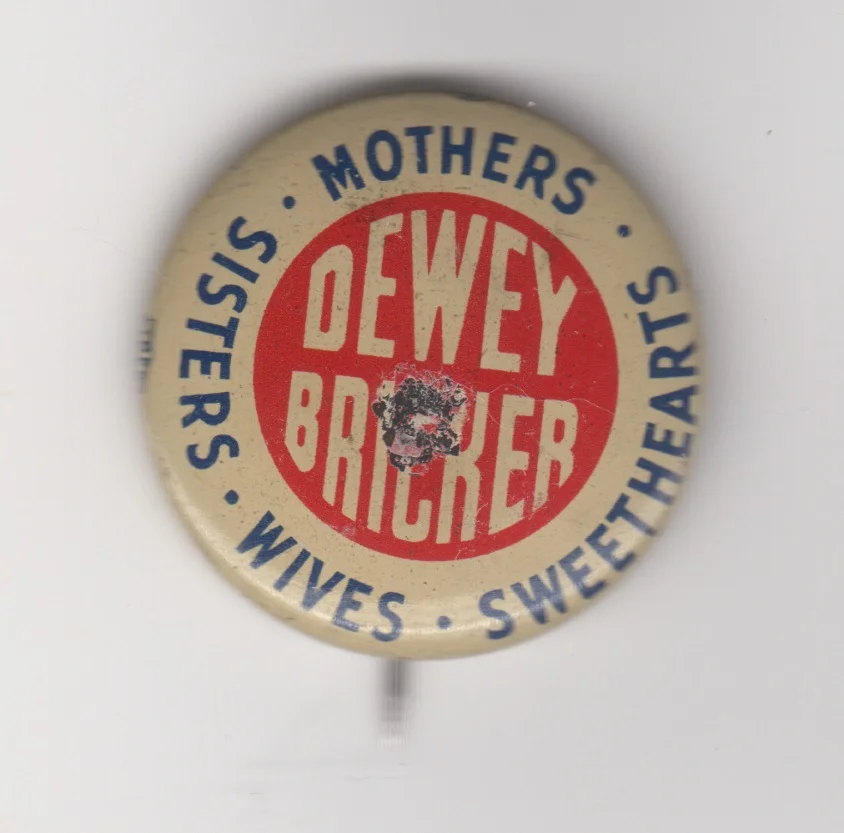 MOTHERS · SWEETHEARTS · WIVES · SISTERS ·
DEWEY
BRICKER